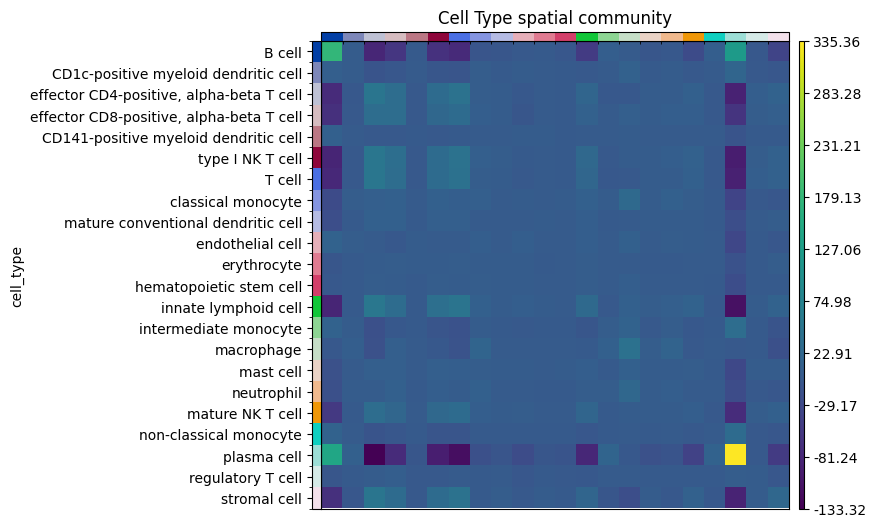 Cell Type spatial community
cell_type
B cell
CD1c-positive myeloid dendritic cell
effector CD4-positive, alpha-beta T cell
effector CD8-positive, alpha-beta T cell
CD141-positive myeloid dendritic cell
type I NK T cell
T cell
classical monocyte
mature conventional dendritic cell
endothelial cell
erythrocyte
hematopoietic stem cell
innate lymphoid cell
intermediate monocyte
macrophage
mast cell
neutrophil
mature NK T cell
non-classical monocyte
plasma cell
regulatory T cell
stromal cell
335.36
283.28
231.21
179.13
127.06
74.98
22.91
-29.17
-81.24
-133.32